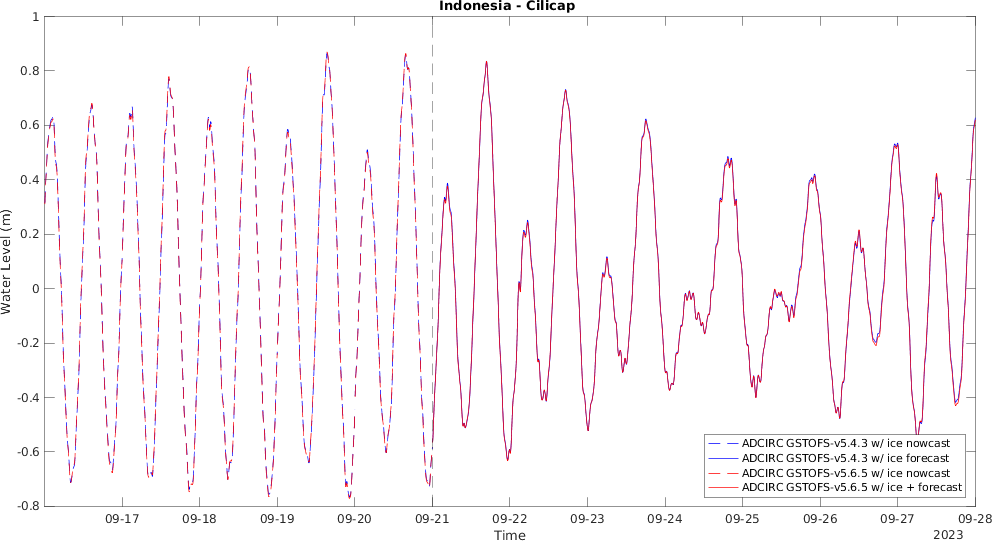 Indonesia - Cilicap
1
0.8
0.6
0.4
0.2
0
-0.2
-0.4
-0.6
-0.8
Water Level (m)
ADCIRC GSTOFS-v5.4.3 w/ ice nowcast
ADCIRC GSTOFS-v5.4.3 w/ ice forecast
ADCIRC GSTOFS-v5.6.5 w/ ice nowcast
ADCIRC GSTOFS-v5.6.5 w/ ice + forecast
09-17 09-18 09-19 09-20 09-21 09-22 09-23 09-24 09-25 09-26 09-27 09-28
Time
2023